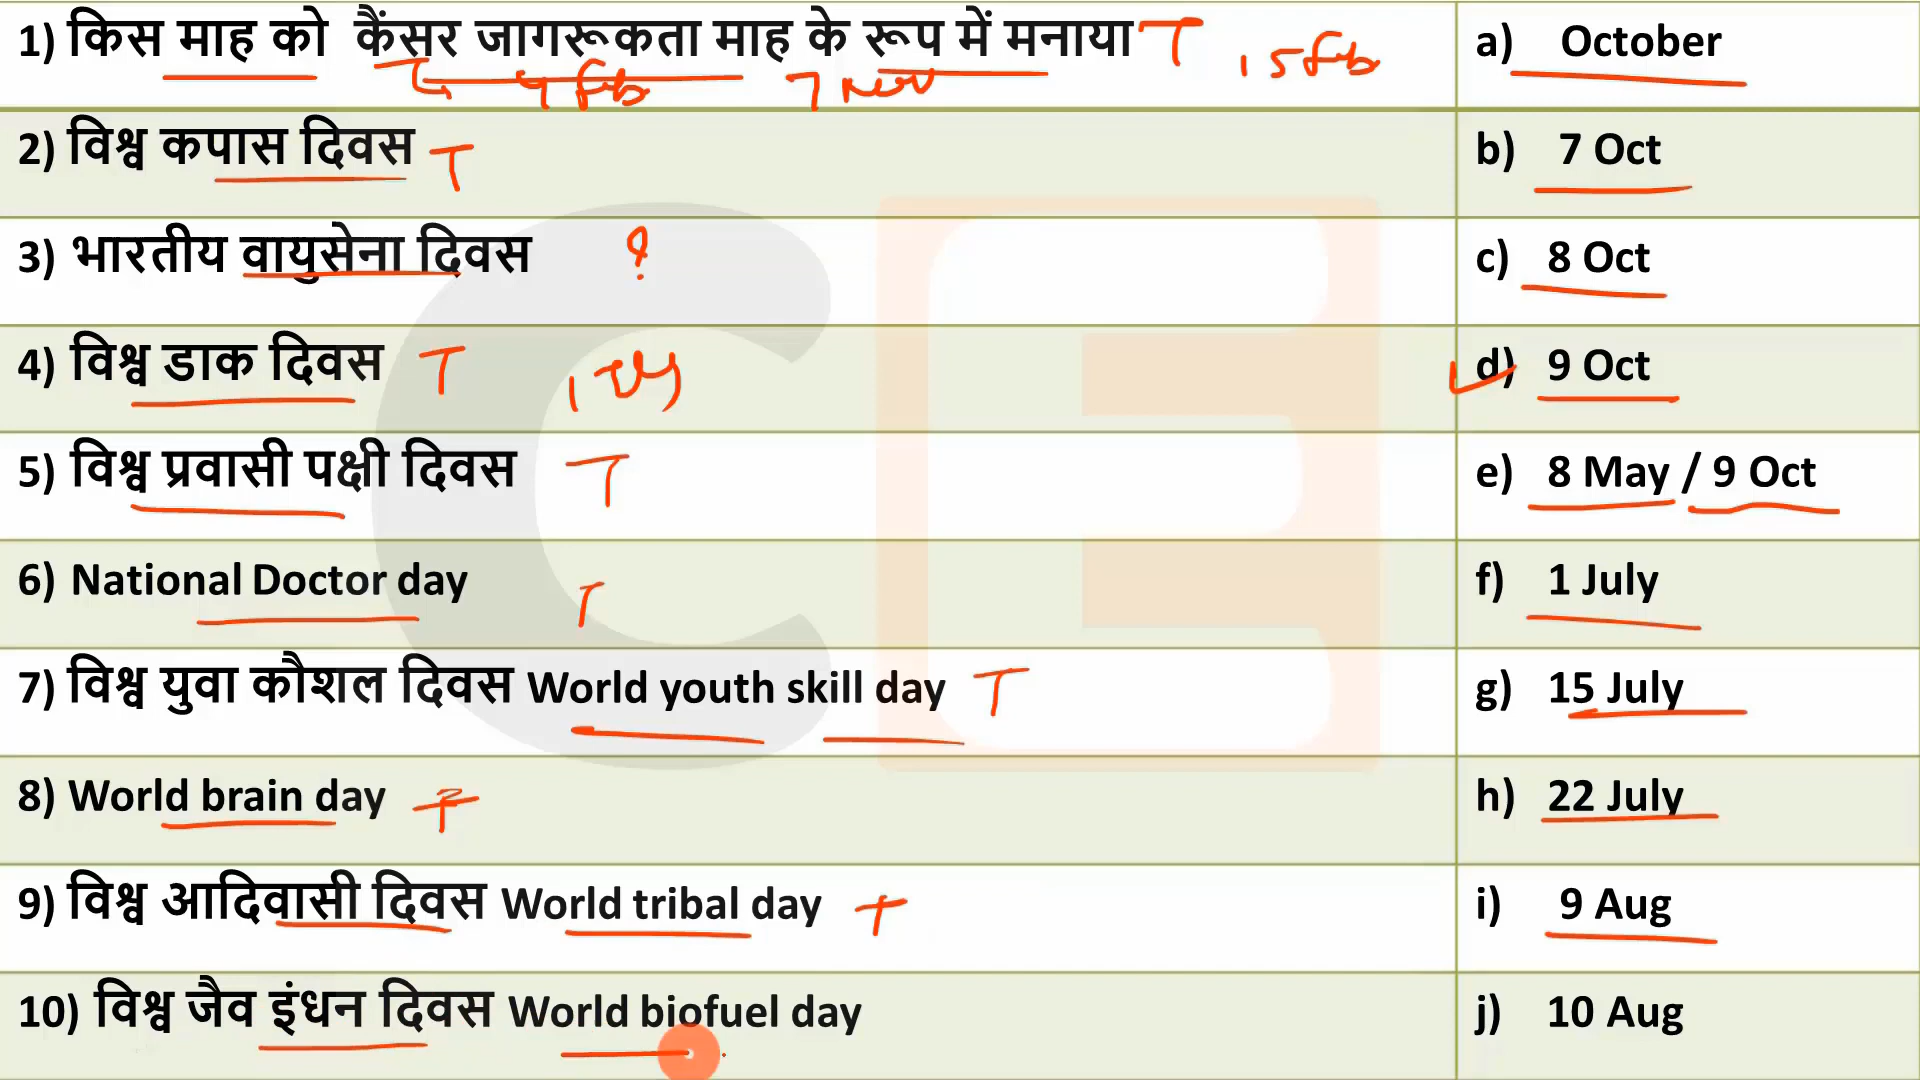 1) किस माह को कैंसर जागरूकता माह के रूप में मनाया T 15 feb a) October
4 feb 7 Nov
2) विश्व कपास दिवस T b) 7 Oct
3) भारतीय वायुसेना दिवस ? c) 8 Oct
4) विश्व डाक दिवस T d) 9 Oct
5) विश्व प्रवासी पक्षी दिवस T e) 8 May / 9 Oct
6) National Doctor day T f) 1 July
7) विश्व युवा कौशल दिवस World youth skill day T g) 15 July
8) World brain day T h) 22 July
9) विश्व आदिवासी दिवस World tribal day T i) 9 Aug
10) विश्व जैव इंधन दिवस World biofuel day j) 10 Aug
CE